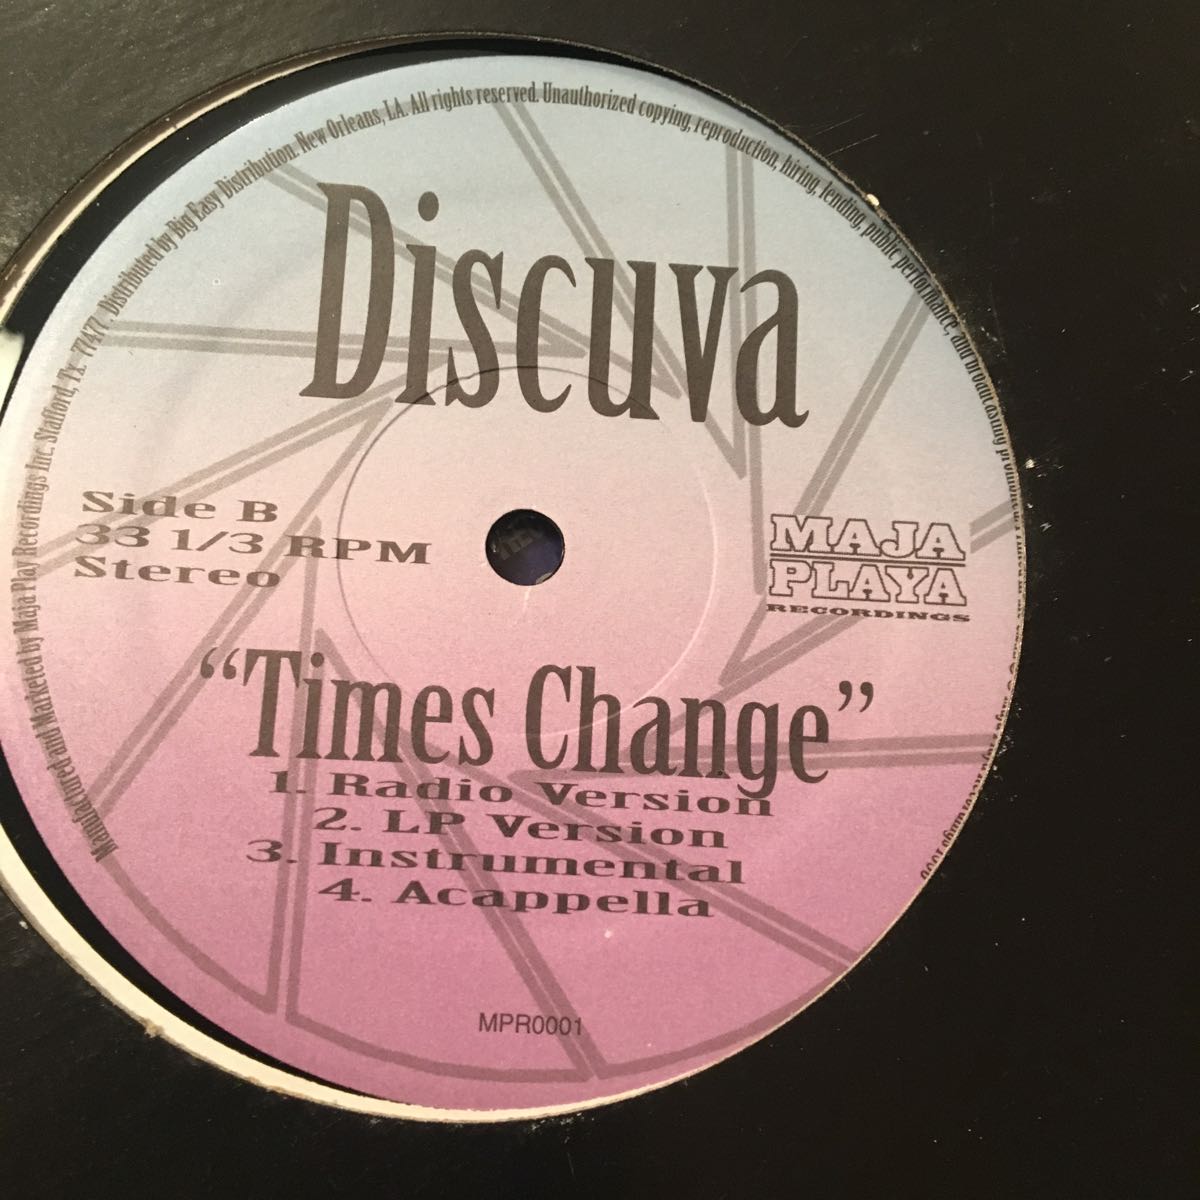 Manufactured and Marketed by Maja Play Recordings Inc. Stafford, Tx. 77477 - Distributed by Big Easy Distribution. New Orleans, LA. All rights reserved. Unauthorized copying, reproduction, hiring, lending, public performance, and broadcasting
Discuva
Side B
33 1/3 RPM
Stereo
MAJA
PLAYA
RECORDINGS
“Times Change”
1. Radio Version
2. LP Version
3. Instrumental
4. Acappella
MPR0001